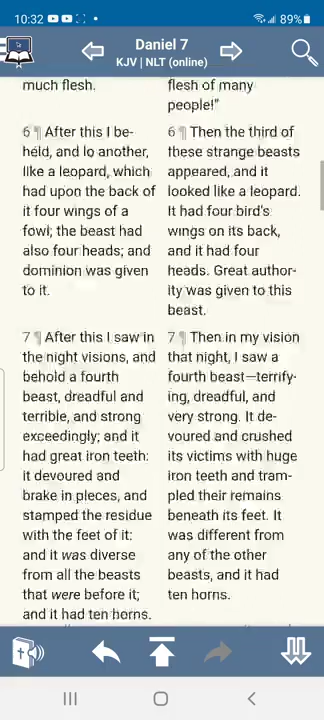 10:32
89%
Daniel 7
KJV | NLT (online)
much flesh.
6 ¶ After this I be-
held, and lo another,
like a leopard, which
had upon the back of
it four wings of a
fowl; the beast had
also four heads; and
dominion was given
to it.
7 ¶ After this I saw in
the night visions, and
behold a fourth
beast, dreadful and
terrible, and strong
exceedingly; and it
had great iron teeth:
it devoured and
brake in pieces, and
stamped the residue
with the feet of it:
and it was diverse
from all the beasts
that were before it;
and it had ten horns.
flesh of many
people!”
6 ¶ Then the third of
these strange beasts
appeared, and it
looked like a leopard.
It had four bird’s
wings on its back,
and it had four
heads. Great author-
ity was given to this
beast.
7 ¶ Then in my vision
that night, I saw a
fourth beast—terrify-
ing, dreadful, and
very strong. It de-
voured and crushed
its victims with huge
iron teeth and tram-
pled their remains
beneath its feet. It
was different from
any of the other
beasts, and it had
ten horns.